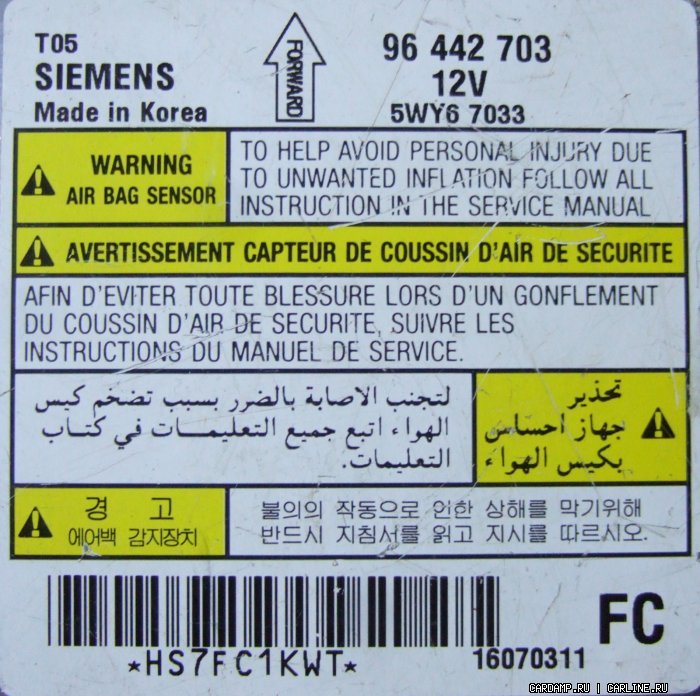 T05
SIEMENS
Made in Korea
FORWARD
96 442 703
12V
5WY6 7033
WARNING
AIR BAG SENSOR
TO HELP AVOID PERSONAL INJURY DUE
TO UNWANTED INFLATION FOLLOW ALL
INSTRUCTION IN THE SERVICE MANUAL
AVERTISSEMENT CAPTEUR DE COUSSIN D'AIR DE SECURITE
AFIN D'EVITER TOUTE BLESSURE LORS D'UN GONFLEMENT
DU COUSSIN D'AIR DE SECURITE, SUIVRE LES
INSTRUCTIONS DU MANUEL DE SERVICE.
تحذير
جهاز احساس
بكيس الهواء
لتجنب الاصابة بالضرر بسبب تضخم كيس
الهواء اتبع جميع التعليمــات في كتــاب
التعليمات.
경 고
에어백 감지장치
불의의 작동으로 인한 상해를 막기위해
반드시 지침서를 읽고 지시를 따르시오.
*HS7FC1KWT*
FC
16070311
CARDAMP.RU | CARLINE.RU